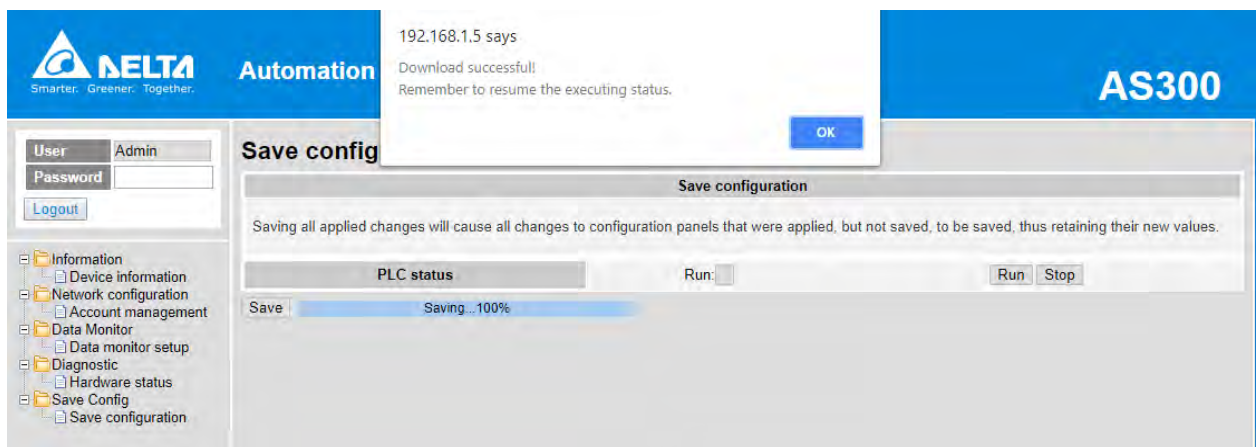 192.168.1.5 says
Download successful!
Remember to resume the executing status.
OK
DELTA
Smarter. Greener. Together.
Automation
AS300
User Admin
Password
Logout
Information
Device information
Network configuration
Account management
Data Monitor
Data monitor setup
Diagnostic
Hardware status
Save Config
Save configuration
Save config
Save configuration
Saving all applied changes will cause all changes to configuration panels that were applied, but not saved, to be saved, thus retaining their new values.
PLC status Run: Run Stop
Save Saving...100%